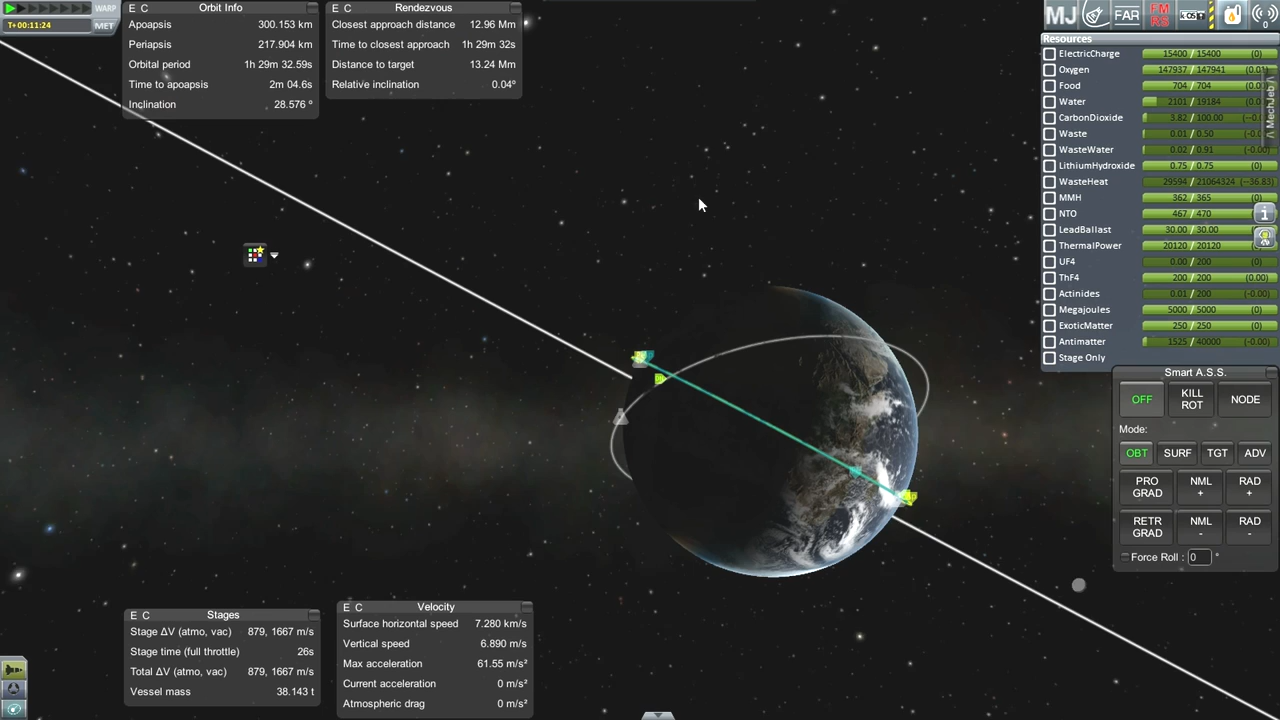 WARP
T+ 00:11:24
MET
E C Orbit Info
Apoapsis 300.153 km
Periapsis 217.904 km
Orbital period 1h 29m 32.59s
Time to apoapsis 2m 04.6s
Inclination 28.576 º
E C Rendezvous
Closest approach distance 12.96 Mm
Time to closest approach 1h 29m 32s
Distance to target 13.24 Mm
Relative inclination 0.04º
MJ FAR FMRS
Resources
ElectricCharge 15400 / 15400 (0)
Oxygen 147937 / 147941
Food 704 / 704
Water 2101 / 19184
CarbonDioxide 3.82 / 100.00
Waste 0.01 / 0.50
WasteWater 0.02 / 0.91 (-0.00)
LithiumHydroxide 0.75 / 0.75 (0)
WasteHeat 29594 / 21064324 (--36.83)
MMH 362 / 365 (0)
NTO 467 / 470
LeadBallast 30.00 / 30.00
ThermalPower 20120 / 20120
UF4 0.00 / 200 (0)
ThF4 200 / 200 (0.00)
Actinides 0.01 / 200 (-0.00)
Megajoules 5000 / 5000 (0)
ExoticMatter 250 / 250 (0)
Antimatter 1525 / 40000 (-0.00)
Stage Only
/\ MechJeb /\
Smart A.S.S.
OFF KILL ROT NODE
Mode:
OBT SURF TGT ADV
PRO GRAD NML + RAD +
RETR GRAD NML - RAD -
Force Roll : 0 °
E C Stages
Stage ΔV (atmo, vac) 879, 1667 m/s
Stage time (full throttle) 26s
Total ΔV (atmo, vac) 879, 1667 m/s
Vessel mass 38.143 t
E C Velocity
Surface horizontal speed 7.280 km/s
Vertical speed 6.890 m/s
Max acceleration 61.55 m/s²
Current acceleration 0 m/s²
Atmospheric drag 0 m/s²